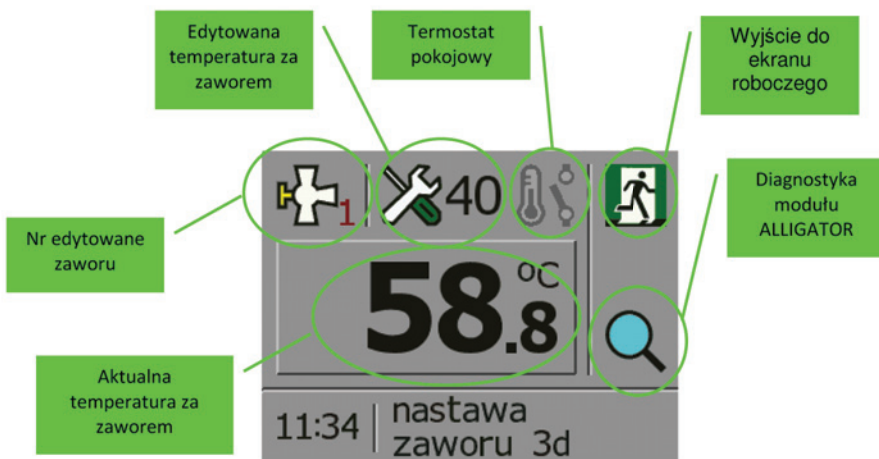 Edytowana
temperatura za
zaworem
Termostat
pokojowy
Wyjście do
ekranu
roboczego
Nr edytowane
zaworu
1
40
Diagnostyka
modułu
ALLIGATOR
58.8 °C
Aktualna
temperatura za
zaworem
11:34
nastawa
zaworu 3d